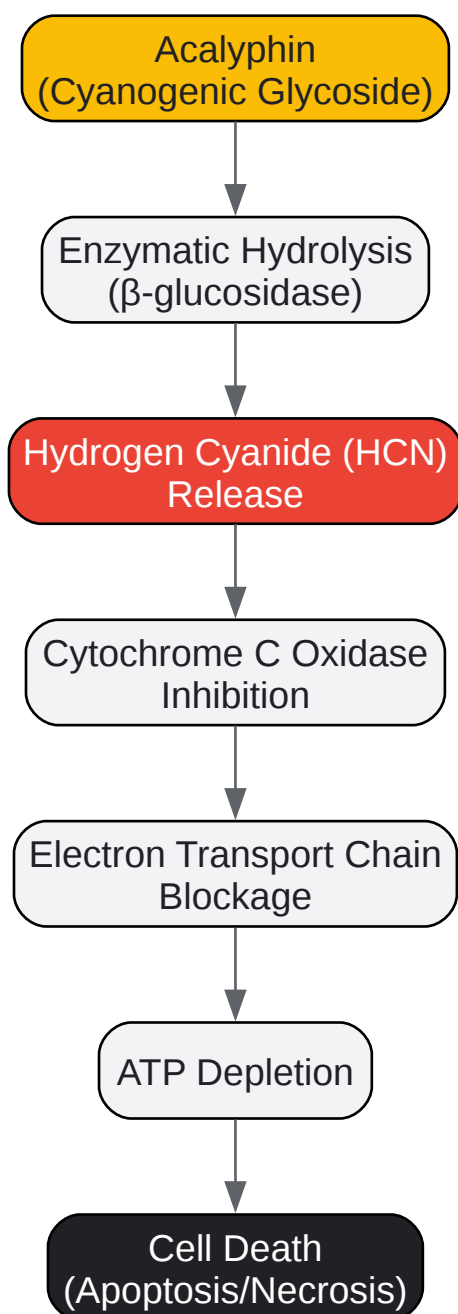 Acalyphin
(Cyanogenic Glycoside)
Enzymatic Hydrolysis
(β-glucosidase)
Hydrogen Cyanide (HCN)
Release
Cytochrome C Oxidase
Inhibition
Electron Transport Chain
Blockage
ATP Depletion
Cell Death
(Apoptosis/Necrosis)